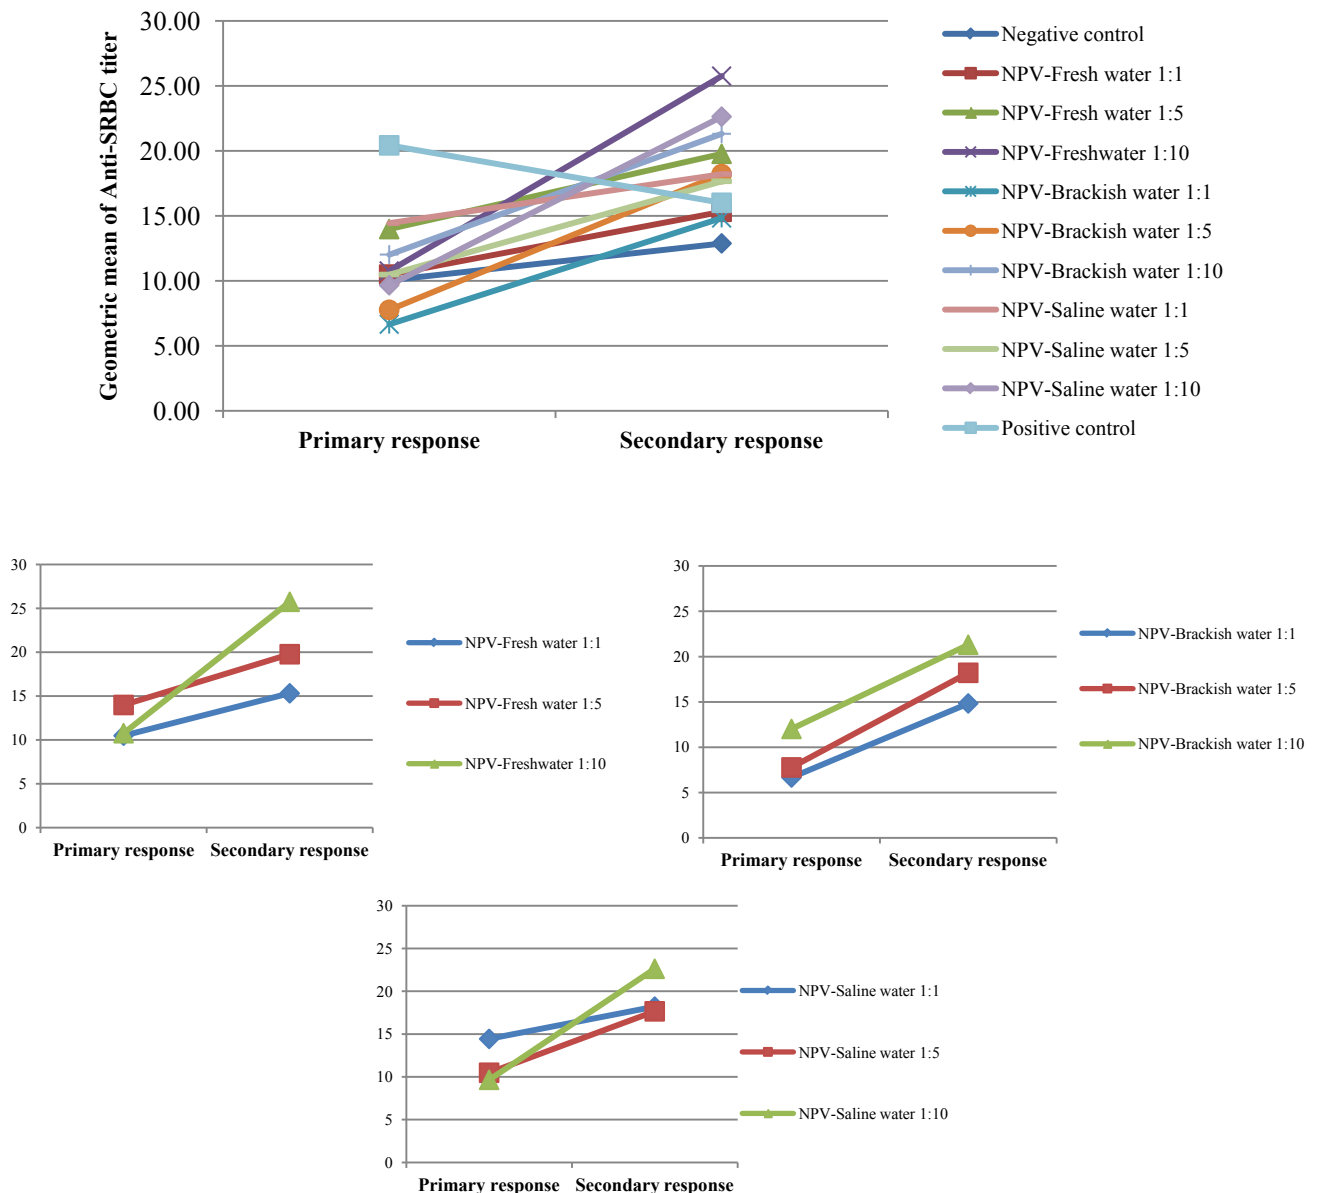 Geometric mean of Anti-SRBC titer
30.00
25.00
20.00
15.00
10.00
5.00
0.00
Primary response
Secondary response
Negative control
NPV-Fresh water 1:1
NPV-Fresh water 1:5
NPV-Freshwater 1:10
NPV-Brackish water 1:1
NPV-Brackish water 1:5
NPV-Brackish water 1:10
NPV-Saline water 1:1
NPV-Saline water 1:5
NPV-Saline water 1:10
Positive control
30
25
20
15
10
5
0
Primary response
Secondary response
NPV-Fresh water 1:1
NPV-Fresh water 1:5
NPV-Freshwater 1:10
30
25
20
15
10
5
0
Primary response
Secondary response
NPV-Brackish water 1:1
NPV-Brackish water 1:5
NPV-Brackish water 1:10
30
25
20
15
10
5
0
Primary response
Secondary response
NPV-Saline water 1:1
NPV-Saline water 1:5
NPV-Saline water 1:10